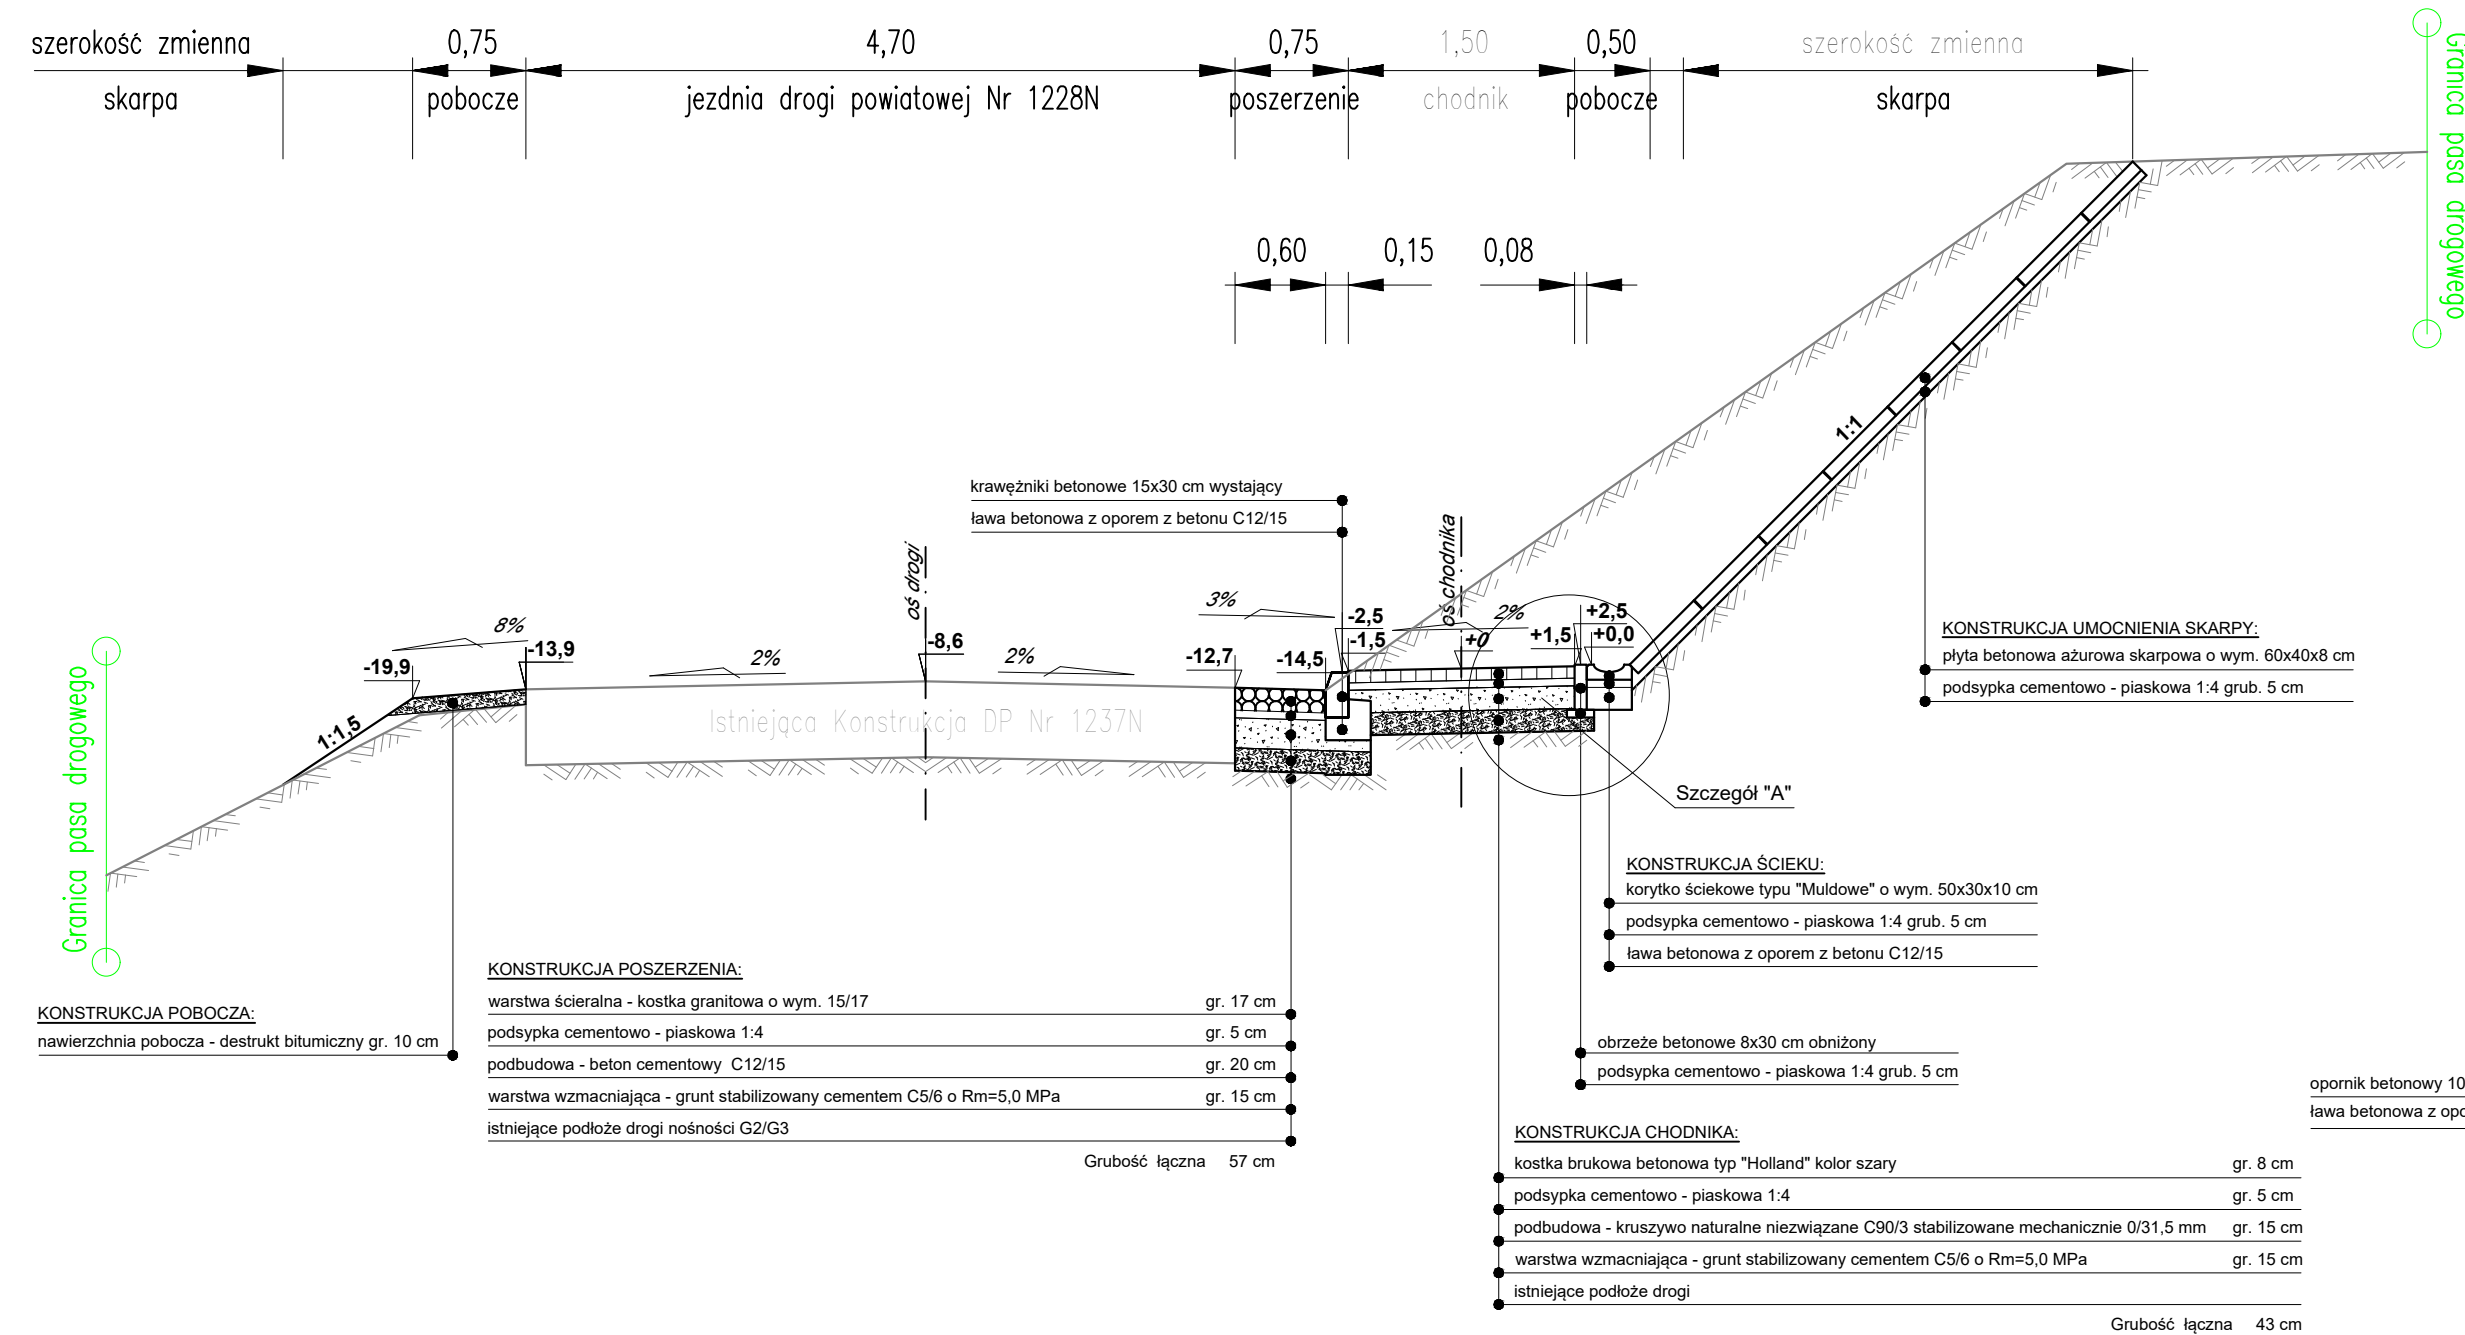 szerokość zmienna
0,75
4,70
0,75
1,50
0,50
szerokość zmienna
skarpa
pobocze
jezdnia drogi powiatowej Nr 1228N
poszerzenie
chodnik
pobocze
skarpa
Granica pasa drogowego
0,60
0,15
0,08
1:1
krawężniki betonowe 15x30 cm wystający
ława betonowa z oporem z betonu C12/15
oś drogi
oś chodnika
8%
-19,9
-13,9
2%
-8,6
2%
3%
-12,7
-14,5
-2,5
-1,5
+0
2%
+1,5
+2,5
+0,0
1:1,5
Istniejąca Konstrukcja DP Nr 1237N
Granica pasa drogowego
KONSTRUKCJA UMOCNIENIA SKARPY:
płyta betonowa ażurowa skarpowa o wym. 60x40x8 cm
podsypka cementowo - piaskowa 1:4 grub. 5 cm
Szczegół "A"
KONSTRUKCJA ŚCIEKU:
korytko ściekowe typu "Muldowe" o wym. 50x30x10 cm
podsypka cementowo - piaskowa 1:4 grub. 5 cm
ława betonowa z oporem z betonu C12/15
KONSTRUKCJA POBOCZA:
nawierzchnia pobocza - destrukt bitumiczny gr. 10 cm
KONSTRUKCJA POSZERZENIA:
warstwa ścieralna - kostka granitowa o wym. 15/17 gr. 17 cm
podsypka cementowo - piaskowa 1:4 gr. 5 cm
podbudowa - beton cementowy C12/15 gr. 20 cm
warstwa wzmacniająca - grunt stabilizowany cementem C5/6 o Rm=5,0 MPa gr. 15 cm
istniejące podłoże drogi nośności G2/G3
Grubość łączna 57 cm
obrzeże betonowe 8x30 cm obniżony
podsypka cementowo - piaskowa 1:4 grub. 5 cm
opornik betonowy 10
ława betonowa z opo
KONSTRUKCJA CHODNIKA:
kostka brukowa betonowa typ "Holland" kolor szary gr. 8 cm
podsypka cementowo - piaskowa 1:4 gr. 5 cm
podbudowa - kruszywo naturalne niezwiązane C90/3 stabilizowane mechanicznie 0/31,5 mm gr. 15 cm
warstwa wzmacniająca - grunt stabilizowany cementem C5/6 o Rm=5,0 MPa gr. 15 cm
istniejące podłoże drogi
Grubość łączna 43 cm